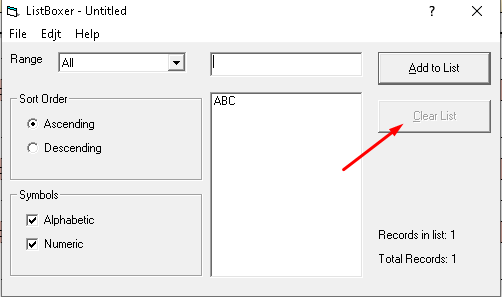 ListBoxer - Untitled
File Edjt Help
Range All
Add to List
Sort Order
Ascending
Descending
ABC
Clear List
Symbols
Alphabetic
Numeric
Records in list: 1
Total Records: 1